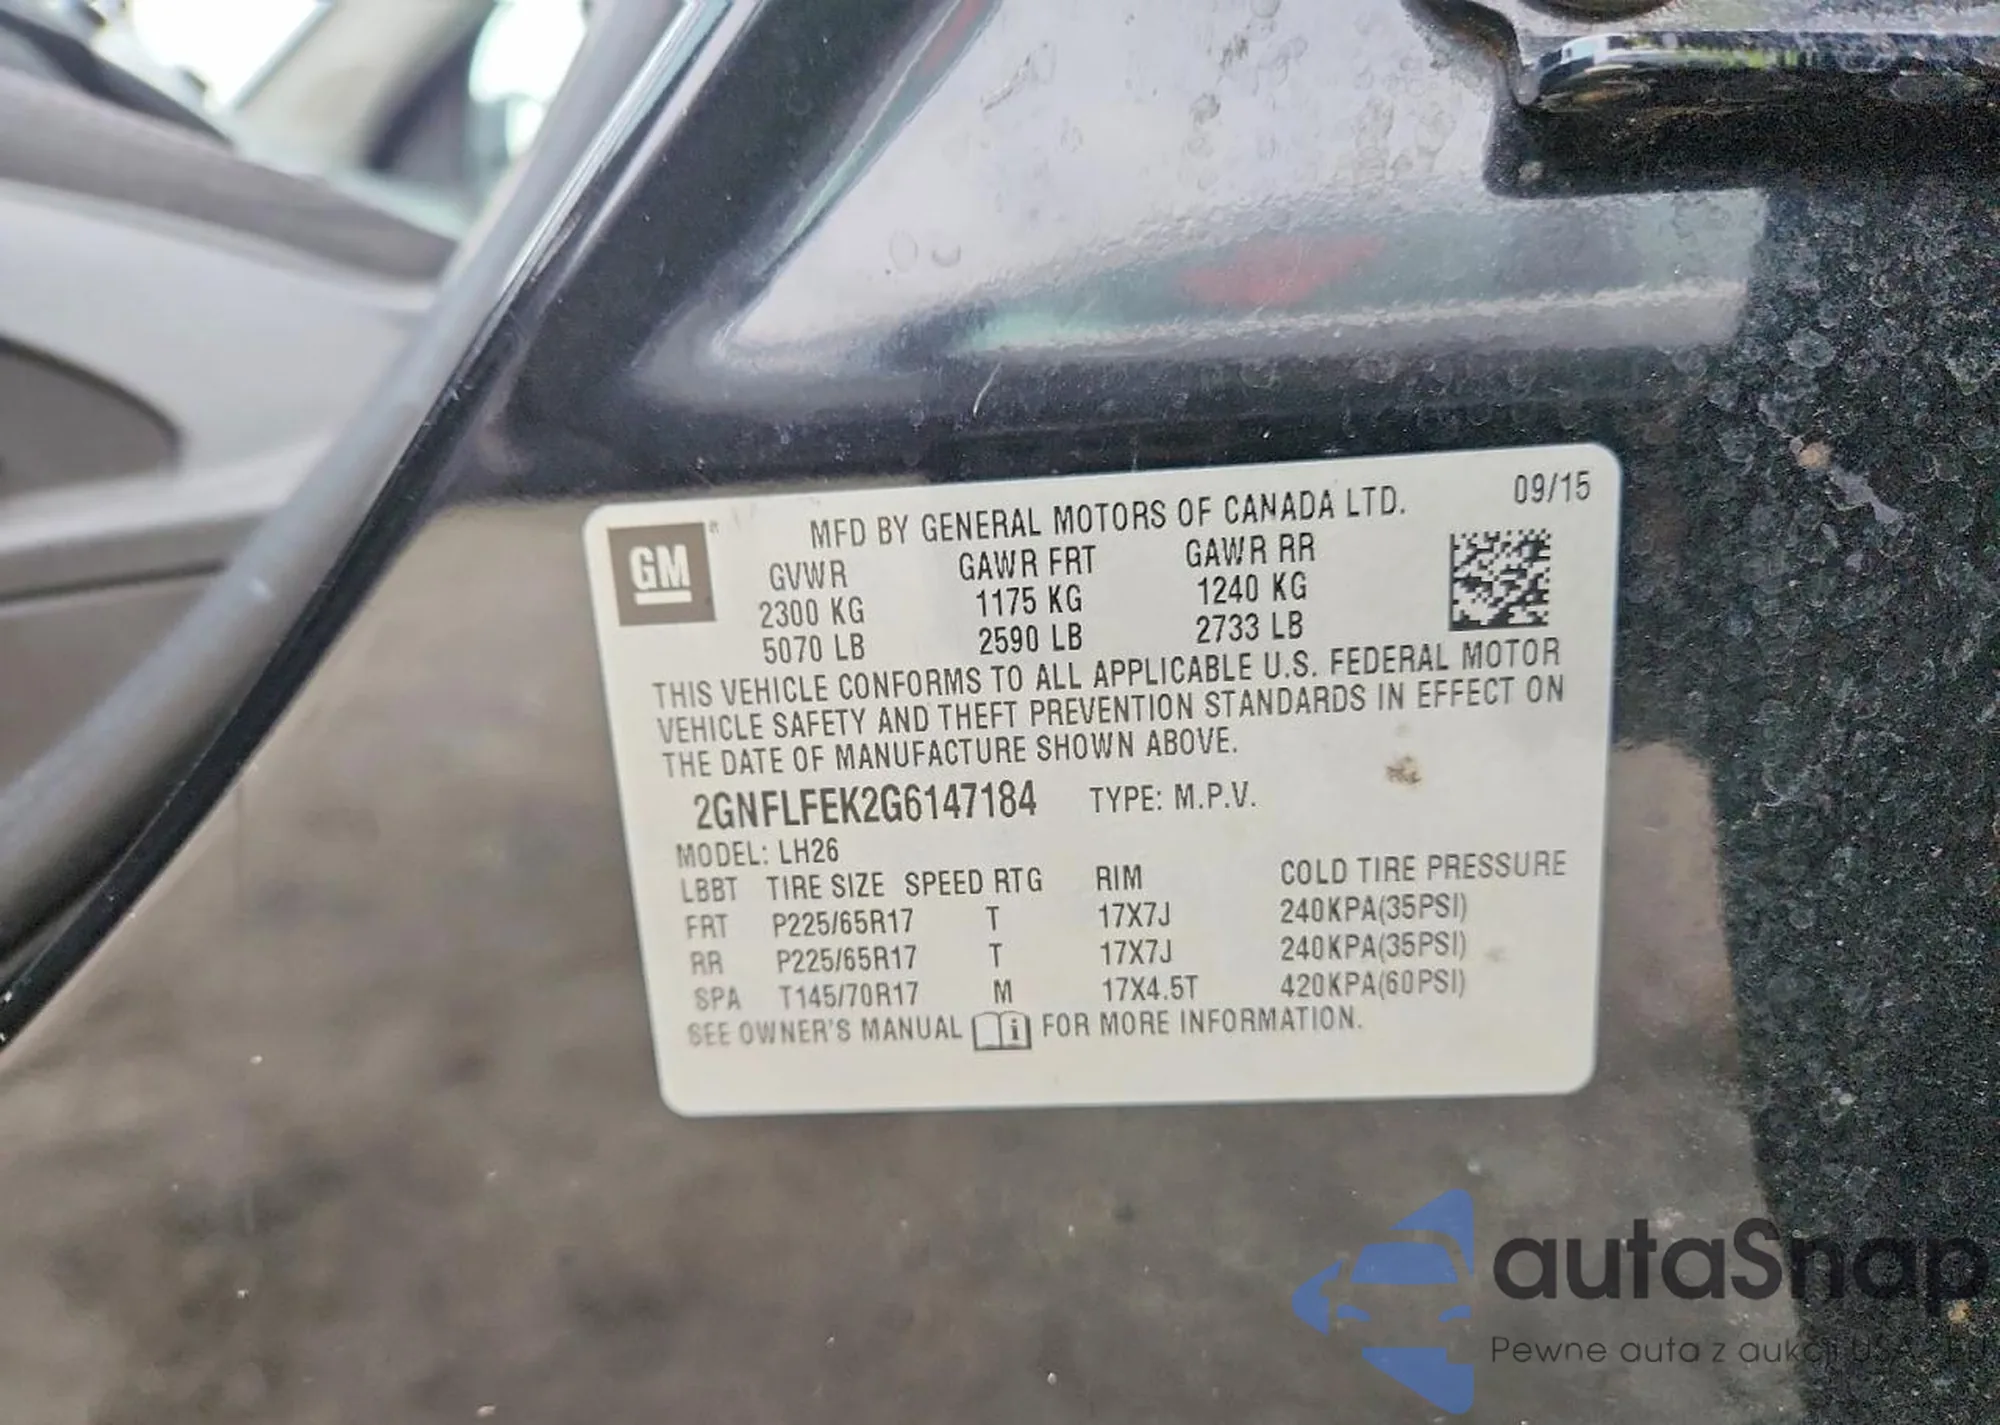 GM
MFD BY GENERAL MOTORS OF CANADA LTD. 09/15
GVWR GAWR FRT GAWR RR
2300 KG 1175 KG 1240 KG
5070 LB 2590 LB 2733 LB
THIS VEHICLE CONFORMS TO ALL APPLICABLE U.S. FEDERAL MOTOR
VEHICLE SAFETY AND THEFT PREVENTION STANDARDS IN EFFECT ON
THE DATE OF MANUFACTURE SHOWN ABOVE.
2GNFLFEK2G6147184 TYPE: M.P.V.
MODEL: LH26
LBBT TIRE SIZE SPEED RTG RIM COLD TIRE PRESSURE
FRT P225/65R17 T 17X7J 240KPA(35PSI)
RR P225/65R17 T 17X7J 240KPA(35PSI)
SPA T145/70R17 M 17X4.5T 420KPA(60PSI)
SEE OWNER'S MANUAL i FOR MORE INFORMATION.
autaSnap
Pewne auta z aukcji USA